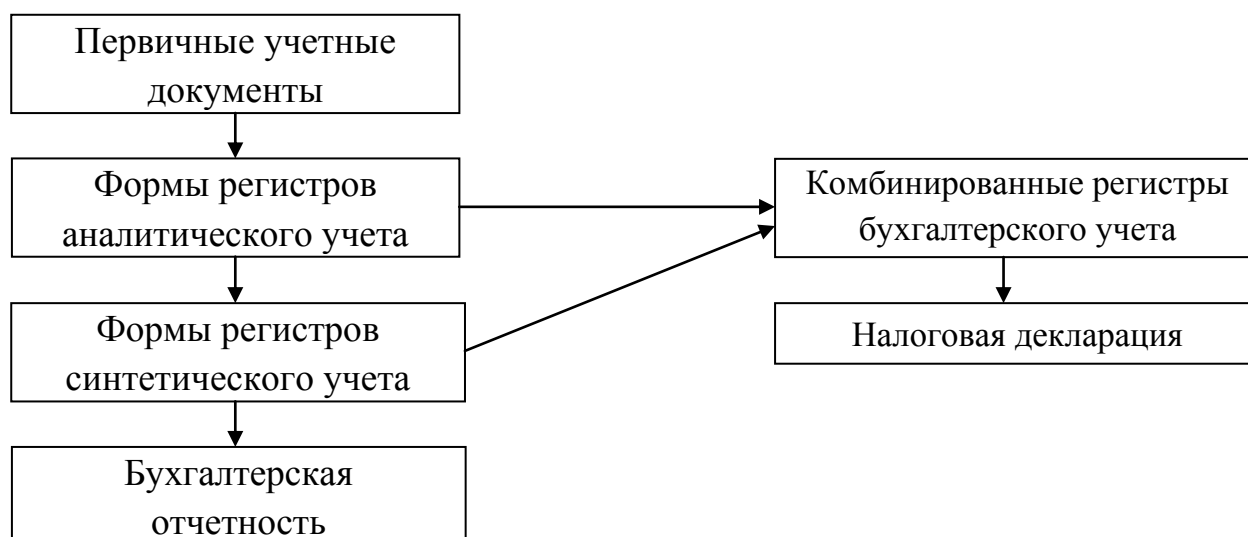 Первичные учетные
документы
Формы регистров
аналитического учета
Комбинированные регистры
бухгалтерского учета
Формы регистров
синтетического учета
Налоговая декларация
Бухгалтерская
отчетность